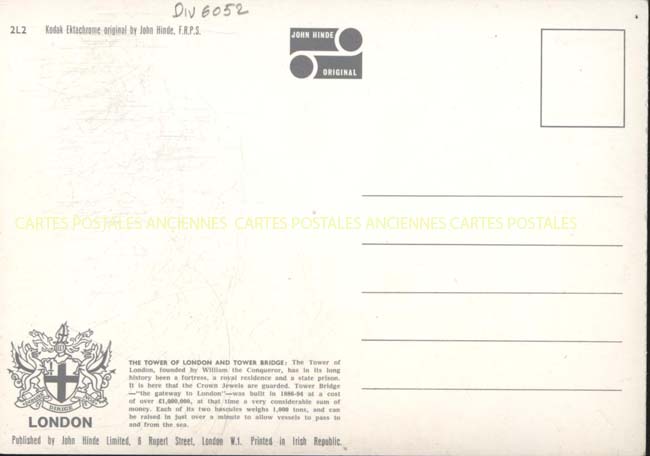 DIV 6052
2L2 Kodak Ektachrome original by John Hinde, F.R.P.S.
JOHN HINDE
ORIGINAL
CARTES POSTALES ANCIENNES CARTES POSTALES ANCIENNES CARTES POSTALES
THE TOWER OF LONDON AND TOWER BRIDGE: The Tower of
London, founded by William the Conqueror, has in its long
history been a fortress, a royal residence and a state prison.
It is here that the Crown Jewels are guarded. Tower Bridge
—"the gateway to London"—was built in 1886-94 at a cost
of over £1,000,000, at that time a very considerable sum of
money. Each of its two bascules weighs 1,000 tons, and can
be raised in just over a minute to allow vessels to pass to
and from the sea.
LONDON
Published by John Hinde Limited, 6 Rupert Street, London W.1. Printed in Irish Republic.